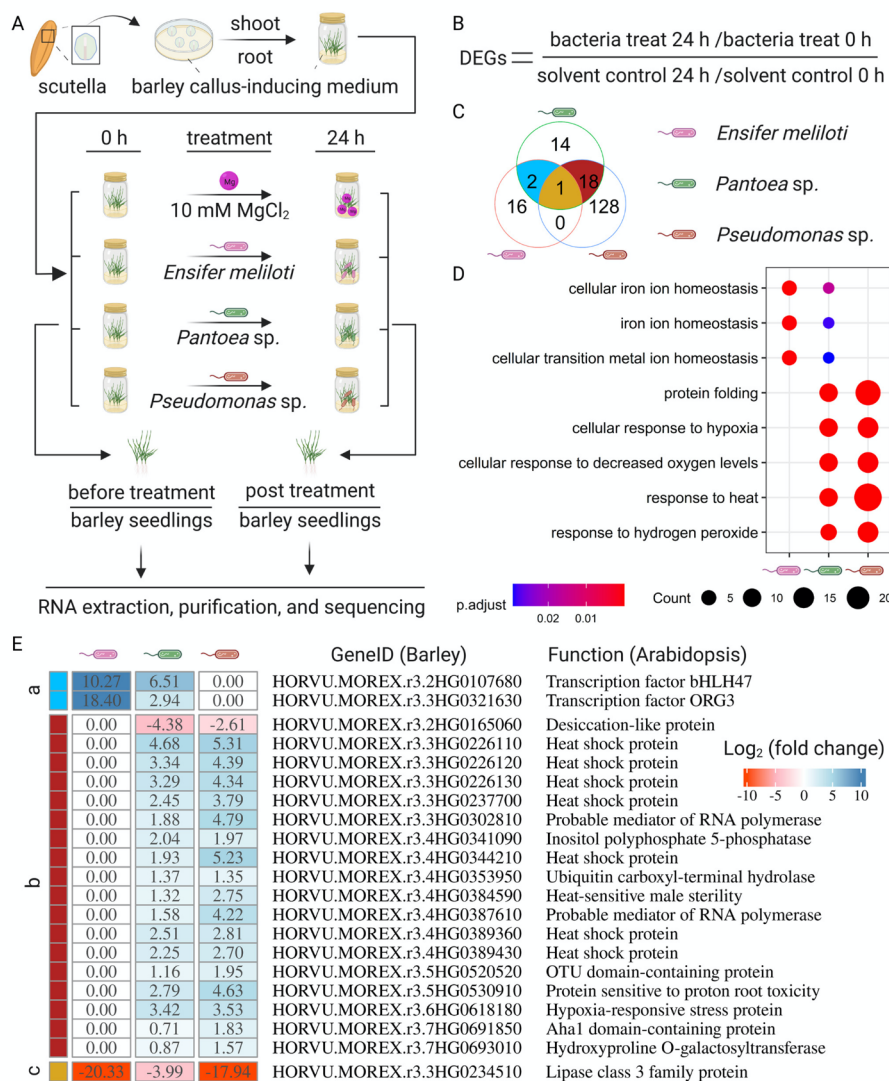 A
scutella
shoot
root
barley callus-inducing medium
0 h
treatment
24 h
Mg
10 mM MgCl2
Ensifer meliloti
Pantoea sp.
Pseudomonas sp.
before treatment
barley seedlings
post treatment
barley seedlings
RNA extraction, purification, and sequencing
B
DEGs = bacteria treat 24 h /bacteria treat 0 h
solvent control 24 h /solvent control 0 h
C
14
2
1
18
16
0
128
Ensifer meliloti
Pantoea sp.
Pseudomonas sp.
D
cellular iron ion homeostasis
iron ion homeostasis
cellular transition metal ion homeostasis
protein folding
cellular response to hypoxia
cellular response to decreased oxygen levels
response to heat
response to hydrogen peroxide
p.adjust
0.02 0.01
Count 5 10 15 20
E
GeneID (Barley) Function (Arabidopsis)
a
10.27 6.51 0.00 HORVU.MOREX.r3.2HG0107680 Transcription factor bHLH47
18.40 2.94 0.00 HORVU.MOREX.r3.3HG0321630 Transcription factor ORG3
b
0.00 -4.38 -2.61 HORVU.MOREX.r3.2HG0165060 Desiccation-like protein
0.00 4.68 5.31 HORVU.MOREX.r3.3HG0226110 Heat shock protein
0.00 3.34 4.39 HORVU.MOREX.r3.3HG0226120 Heat shock protein
0.00 3.29 4.34 HORVU.MOREX.r3.3HG0226130 Heat shock protein
0.00 2.45 3.79 HORVU.MOREX.r3.3HG0237700 Heat shock protein
0.00 1.88 4.79 HORVU.MOREX.r3.3HG0302810 Probable mediator of RNA polymerase
0.00 2.04 1.97 HORVU.MOREX.r3.4HG0341090 Inositol polyphosphate 5-phosphatase
0.00 1.93 5.23 HORVU.MOREX.r3.4HG0344210 Heat shock protein
0.00 1.37 1.35 HORVU.MOREX.r3.4HG0353950 Ubiquitin carboxyl-terminal hydrolase
0.00 1.32 2.75 HORVU.MOREX.r3.4HG0384590 Heat-sensitive male sterility
0.00 1.58 4.22 HORVU.MOREX.r3.4HG0387610 Probable mediator of RNA polymerase
0.00 2.51 2.81 HORVU.MOREX.r3.4HG0389360 Heat shock protein
0.00 2.25 2.70 HORVU.MOREX.r3.4HG0389430 Heat shock protein
0.00 1.16 1.95 HORVU.MOREX.r3.5HG0520520 OTU domain-containing protein
0.00 2.79 4.63 HORVU.MOREX.r3.5HG0530910 Protein sensitive to proton root toxicity
0.00 3.42 3.53 HORVU.MOREX.r3.6HG0618180 Hypoxia-responsive stress protein
0.00 0.71 1.83 HORVU.MOREX.r3.7HG0691850 Aha1 domain-containing protein
0.00 0.87 1.57 HORVU.MOREX.r3.7HG0693010 Hydroxyproline O-galactosyltransferase
c
-20.33 -3.99 -17.94 HORVU.MOREX.r3.3HG0234510 Lipase class 3 family protein
Log2 (fold change)
-10 -5 0 5 10